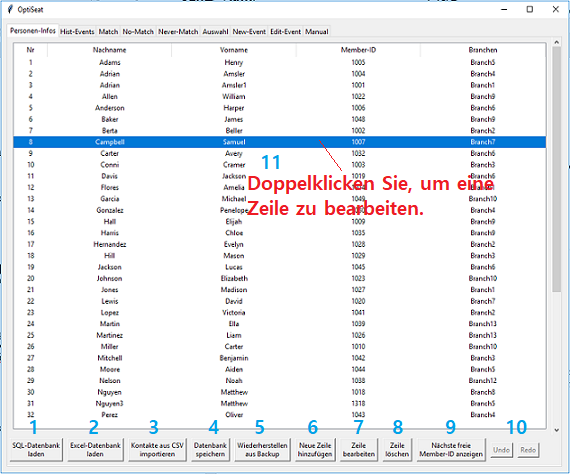 OptiSeat
Personen-Infos Hist-Events Match No-Match Never-Match Auswahl New-Event Edit-Event Manual
Nr Nachname Vorname Member-ID Branchen
1 Adams Henry 1005 Branch5
2 Adrian Amsler 1004 Branch4
3 Adrian Amsler1 1001 Branch1
4 Allen William 1022 Branch9
5 Anderson Harper 1006 Branch6
6 Baker James 1048 Branch9
7 Berta Beller 1002 Branch2
8 Campbell Samuel 1007 Branch7
9 Carter Avery 1032 Branch6
10 Conni Cramer 1003 Branch3
11 Davis Jackson 1019 Branch1
12 Flores Amelia Branch4
13 Garcia Michael Branch10
14 Gonzalez Penelope Branch4
15 Hall Elijah 1009 Branch9
16 Harris Chloe 1035 Branch9
17 Hernandez Evelyn 1028 Branch2
18 Hill Mason 1029 Branch3
19 Jackson Lucas 1045 Branch6
20 Johnson Elizabeth 1023 Branch10
21 Jones Madison 1027 Branch1
22 Lewis David 1020 Branch7
23 Lopez Victoria 1041 Branch2
24 Martin Ella 1039 Branch13
25 Martinez Liam 1026 Branch13
26 Miller Carter 1010 Branch10
27 Mitchell Benjamin 1042 Branch3
28 Moore Aiden 1044 Branch5
29 Nelson Noah 1038 Branch12
30 Nguyen Matthew 1018 Branch8
31 Nguyen3 Matthew 1318 Branch5
32 Perez Oliver 1043 Branch4
11
Doppelklicken Sie, um eine
Zeile zu bearbeiten.
1 2 3 4 5 6 7 8 9 10
SQL-Datenbank laden
Excel-Datenbank laden
Kontakte aus CSV importieren
Datenbank speichern
Wiederherstellen aus Backup
Neue Zeile hinzufügen
Zeile bearbeiten
Zeile löschen
Nächste freie Member-ID anzeigen
Undo
Redo